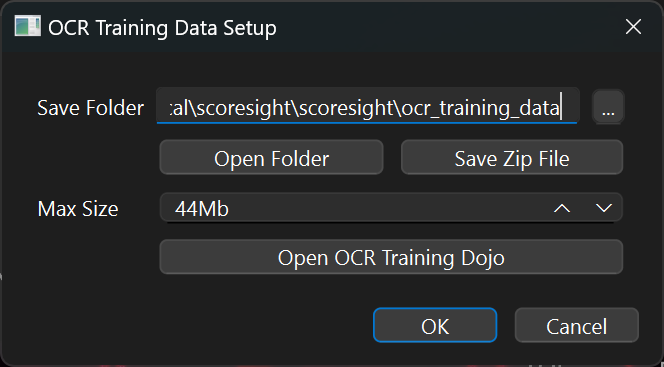 OCR Training Data Setup
Save Folder :al\scoresight\scoresight\ocr_training_data ...
Open Folder Save Zip File
Max Size 44Mb
Open OCR Training Dojo
OK Cancel